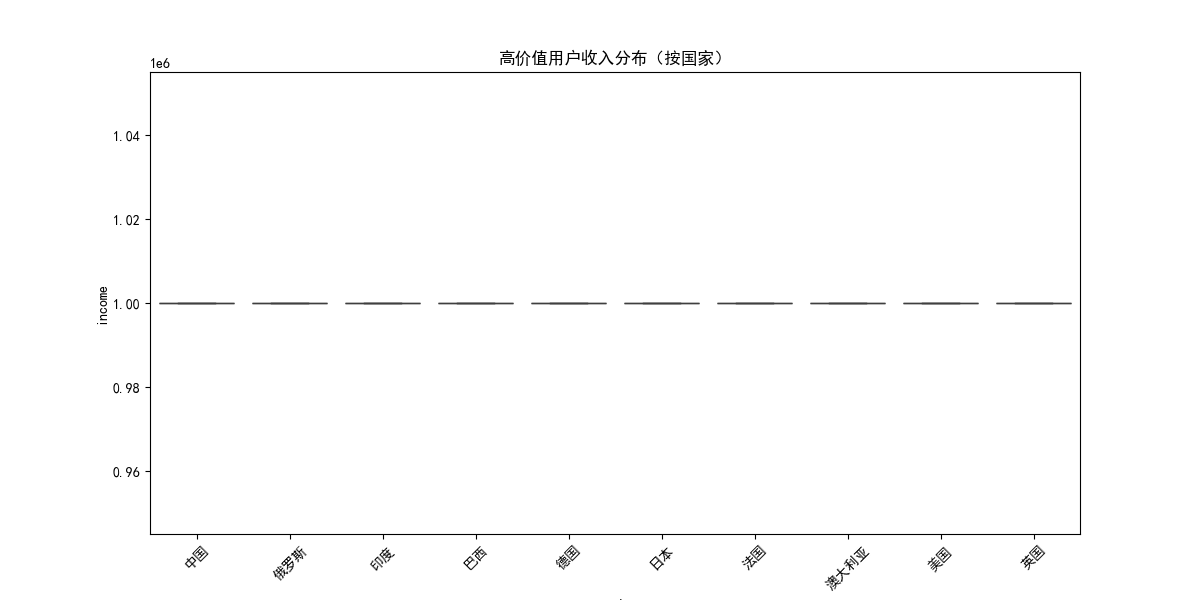 高价值用户收入分布（按国家）
1e6
1.04
1.02
1.00
0.98
0.96
income
中国
俄罗斯
印度
巴西
德国
日本
法国
澳大利亚
美国
英国